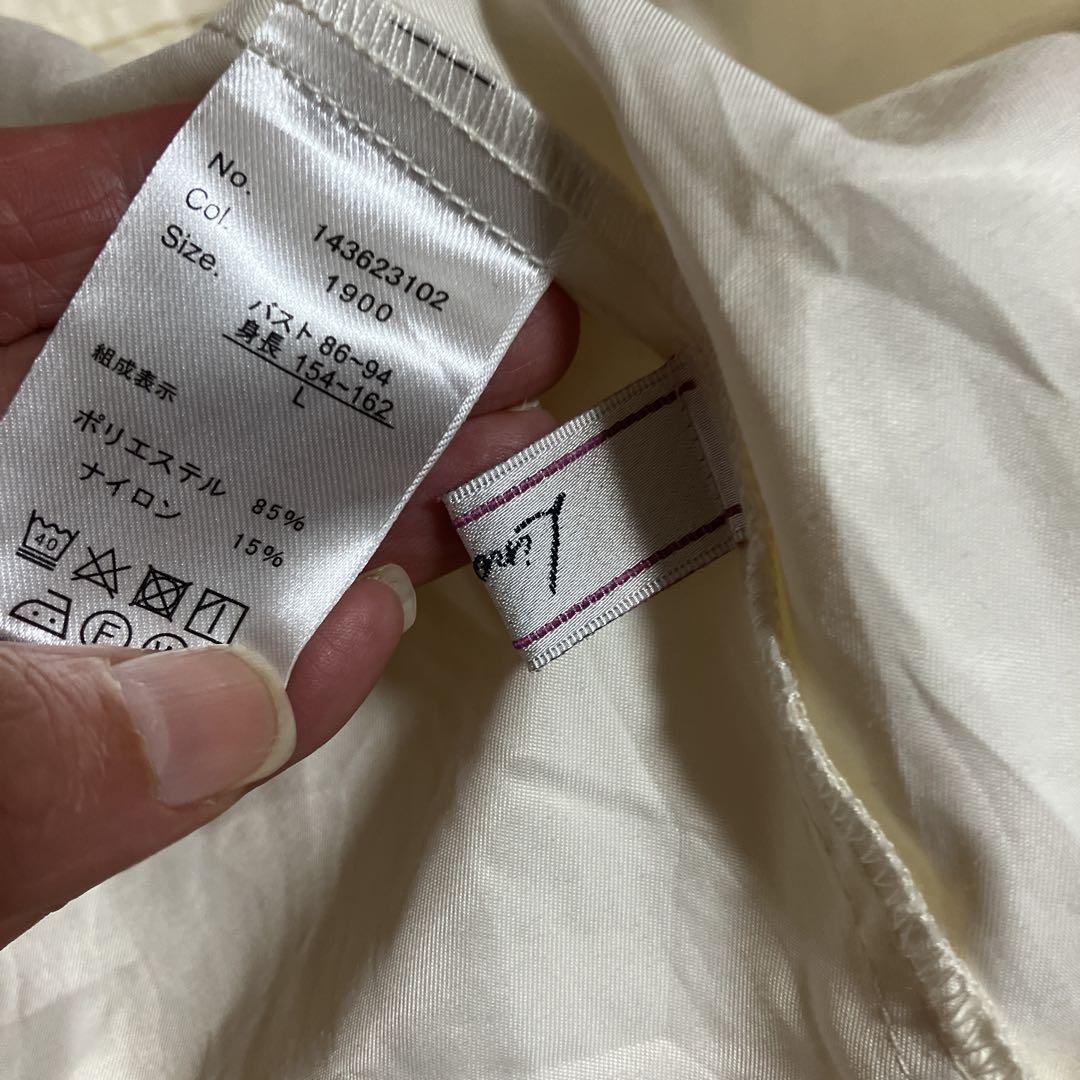 No. 143623102
Col. 1900
Size. バスト 86~94
身長 154~162
L
組成表示
ポリエステル 85%
ナイロン 15%
40
F